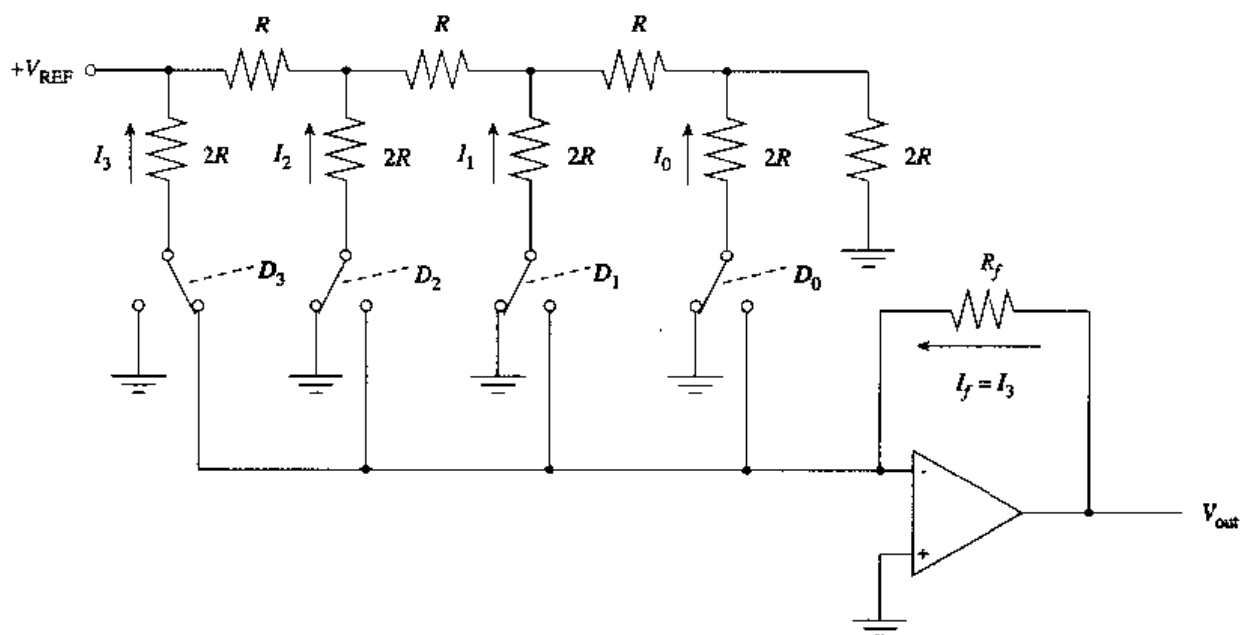 R
R
R
+V_REF
I_3
2R
I_2
2R
I_1
2R
I_0
2R
2R
D_3
D_2
D_1
D_0
R_f
I_f = I_3
-
+
V_out